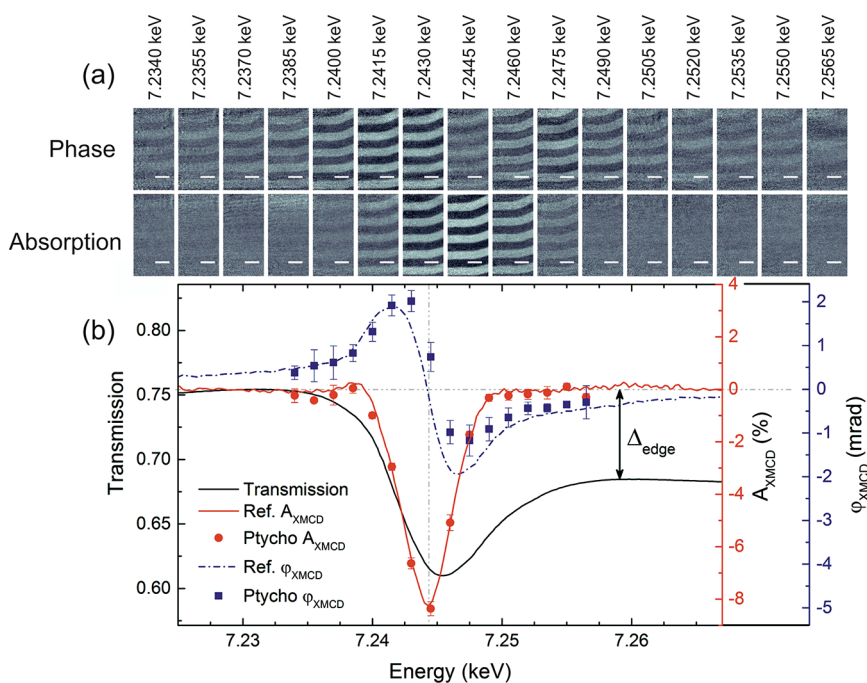 (a)
7.2340 keV
7.2355 keV
7.2370 keV
7.2385 keV
7.2400 keV
7.2415 keV
7.2430 keV
7.2445 keV
7.2460 keV
7.2475 keV
7.2490 keV
7.2505 keV
7.2520 keV
7.2535 keV
7.2550 keV
7.2565 keV
Phase
Absorption
(b)
0.80
0.75
0.70
0.65
0.60
Transmission
Transmission
Ref. A_XMCD
Ptycho A_XMCD
Ref. φ_XMCD
Ptycho φ_XMCD
Δ_edge
7.23
7.24
7.25
7.26
Energy (keV)
4
2
0
-2
-4
-6
-8
A_XMCD (%)
2
1
0
-1
-2
-3
-4
-5
φ_XMCD (mrad)